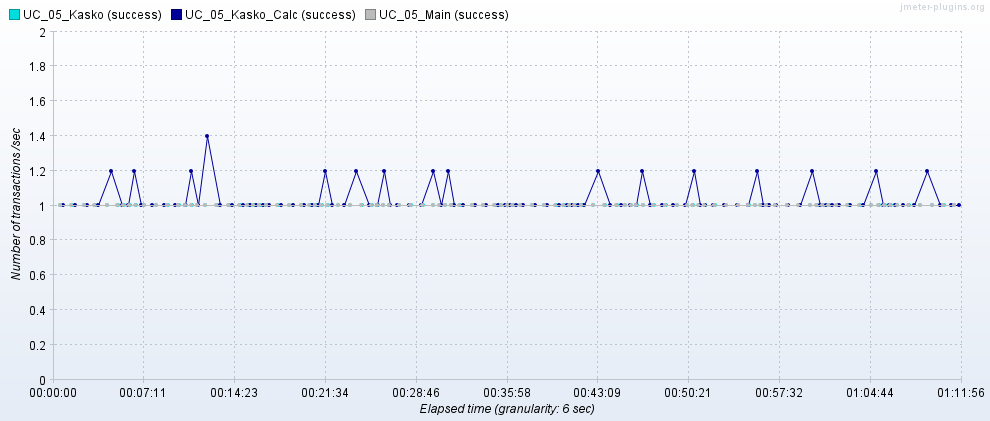 UC_05_Kasko (success) UC_05_Kasko_Calc (success) UC_05_Main (success)
jmeter-plugins.org
2
1.8
1.6
1.4
1.2
1
0.8
0.6
0.4
0.2
0
Number of transactions /sec
00:00:00 00:07:11 00:14:23 00:21:34 00:28:46 00:35:58 00:43:09 00:50:21 00:57:32 01:04:44 01:11:56
Elapsed time (granularity: 6 sec)